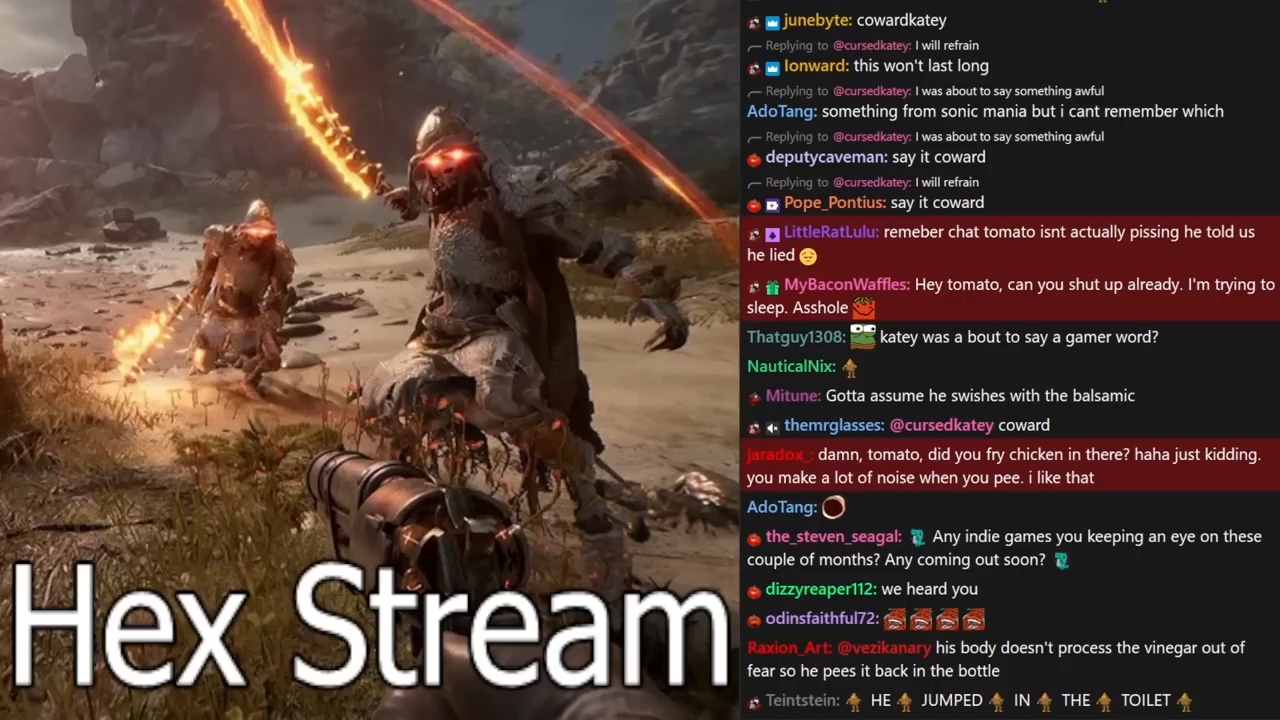 junebyte: cowardkatey
Replying to @cursedkatey: I will refrain
Ionward: this won't last long
Replying to @cursedkatey: I was about to say something awful
AdoTang: something from sonic mania but i cant remember which
Replying to @cursedkatey: I was about to say something awful
deputycaveman: say it coward
Replying to @cursedkatey: I will refrain
Pope_Pontius: say it coward
LittleRatLulu: remeber chat tomato isnt actually pissing he told us
he lied
MyBaconWaffles: Hey tomato, can you shut up already. I'm trying to
sleep. Asshole
Thatguy1308: katey was a bout to say a gamer word?
NauticalNix:
Mitune: Gotta assume he swishes with the balsamic
themrglasses: @cursedkatey coward
jaradox_: damn, tomato, did you fry chicken in there? haha just kidding.
you make a lot of noise when you pee. i like that
AdoTang:
the_steven_seagal: Any indie games you keeping an eye on these
couple of months? Any coming out soon?
dizzyreaper112: we heard you
odinsfaithful72:
Raxion_Art: @vezikanary his body doesn't process the vinegar out of
fear so he pees it back in the bottle
Teintstein: HE JUMPED IN THE TOILET
Hex Stream